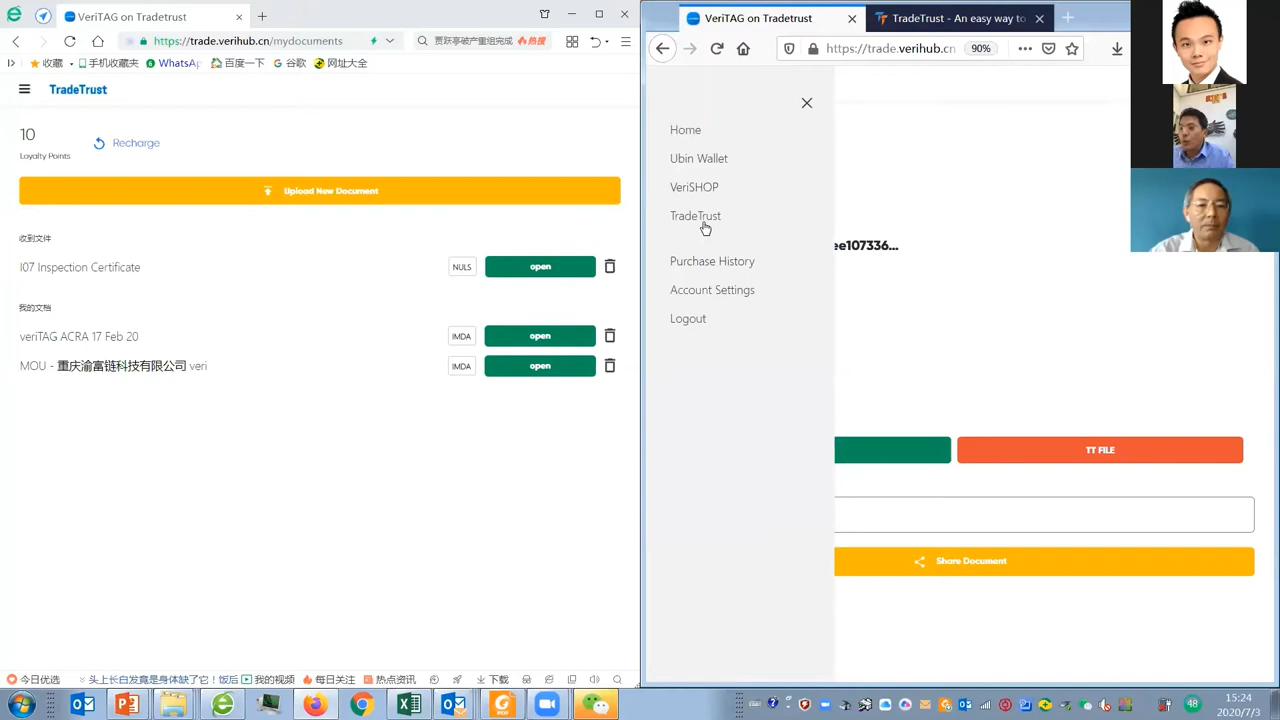 VeriTAG on Tradetrust
https://trade.verihub.cn/documents
贾跃亭破产重组完成
热搜
收藏
手机收藏夹
WhatsAp
百度一下
谷歌
网址大全
TradeTrust
10
Loyalty Points
Recharge
Upload New Document
收到文件
I07 Inspection Certificate
NULS
open
我的文档
veriTAG ACRA 17 Feb 20
IMDA
open
MOU - 重庆渝富链科技有限公司 veri
IMDA
open
今日优选
头上长白发竟是身体缺了它！饭后
我的视频
每日关注
热点资讯
下载
VeriTAG on Tradetrust
TradeTrust - An easy way to
https://trade.verihub.cn
90%
Home
Ubin Wallet
VeriSHOP
TradeTrust
Purchase History
Account Settings
Logout
ee107336...
TT FILE
Share Document
48
15:24
2020/7/3